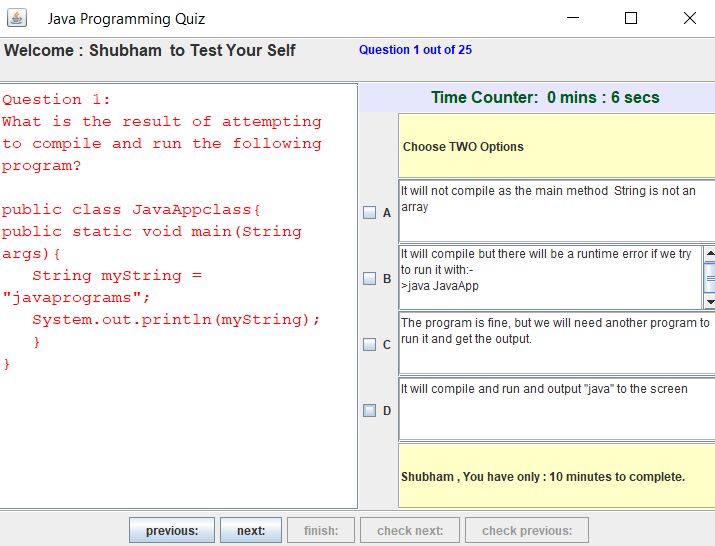 Java Programming Quiz
Welcome : Shubham to Test Your Self
Question 1 out of 25
Question 1:
What is the result of attempting
to compile and run the following
program?
public class JavaAppclass{
public static void main(String
args){
String myString =
"javaprograms";
System.out.println(myString);
}
}
Time Counter: 0 mins : 6 secs
Choose TWO Options
A
It will not compile as the main method String is not an
array
B
It will compile but there will be a runtime error if we try
to run it with:-
>java JavaApp
C
The program is fine, but we will need another program to
run it and get the output.
D
It will compile and run and output "java" to the screen
Shubham , You have only : 10 minutes to complete.
previous:
next:
finish:
check next:
check previous: